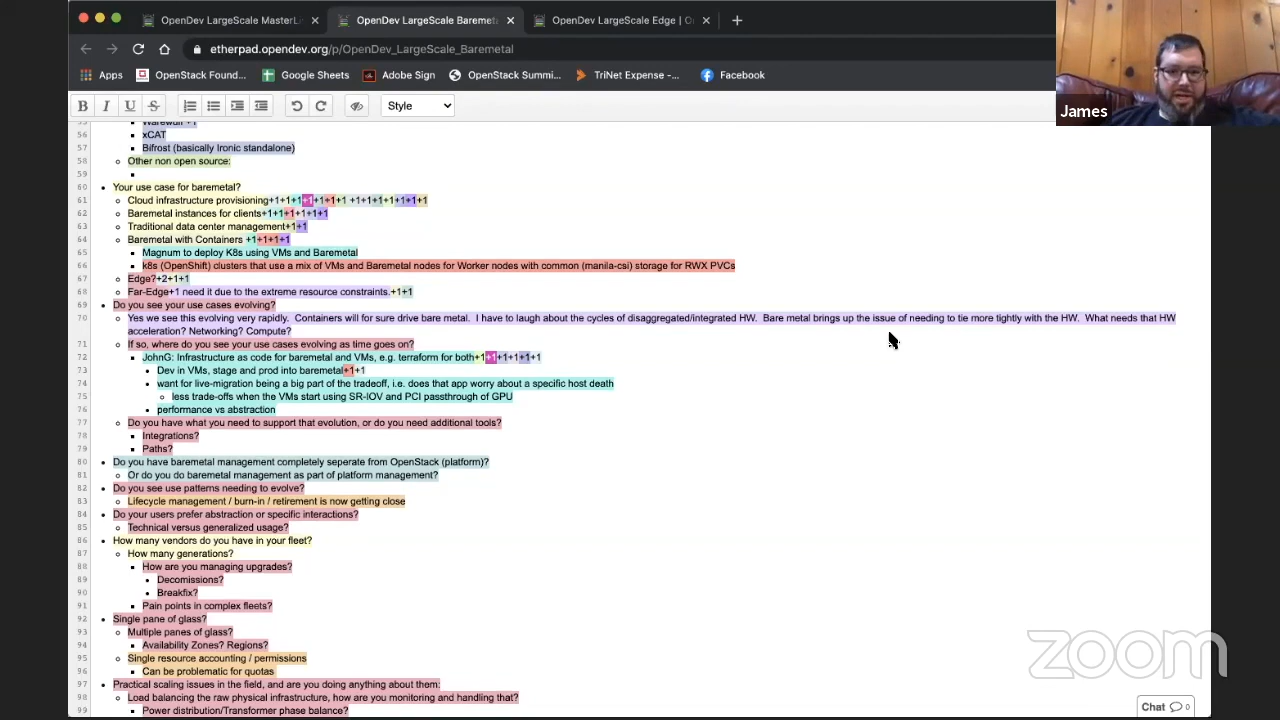 OpenDev LargeScale MasterL
OpenDev LargeScale Baremeta
OpenDev LargeScale Edge | O
etherpad.opendev.org/p/OpenDev_LargeScale_Baremetal
Apps
OpenStack Found...
Google Sheets
Adobe Sign
OpenStack Summi...
TriNet Expense -...
Facebook
James
B I U S
Style
55 Warewulf +1
56 xCAT
57 Bifrost (basically Ironic standalone)
58 Other non open source:
59
60 Your use case for baremetal?
61 Cloud infrastructure provisioning+1+1+1+1+1+1+1 +1+1+1+1+1+1+1
62 Baremetal instances for clients+1+1+1+1+1+1
63 Traditional data center management+1+1
64 Baremetal with Containers +1+1+1+1
65 Magnum to deploy K8s using VMs and Baremetal
66 k8s (OpenShift) clusters that use a mix of VMs and Baremetal nodes for Worker nodes with common (manila-csi) storage for RWX PVCs
67 Edge?+2+1+1
68 Far-Edge+1 need it due to the extreme resource constraints.+1+1
69 Do you see your use cases evolving?
70 Yes we see this evolving very rapidly. Containers will for sure drive bare metal. I have to laugh about the cycles of disaggregated/integrated HW. Bare metal brings up the issue of needing to tie more tightly with the HW. What needs that HW
acceleration? Networking? Compute?
71 If so, where do you see your use cases evolving as time goes on?
72 JohnG: Infrastructure as code for baremetal and VMs, e.g. terraform for both+1+1+1+1+1+1
73 Dev in VMs, stage and prod into baremetal+1+1
74 want for live-migration being a big part of the tradeoff, i.e. does that app worry about a specific host death
75 less trade-offs when the VMs start using SR-IOV and PCI passthrough of GPU
76 performance vs abstraction
77 Do you have what you need to support that evolution, or do you need additional tools?
78 Integrations?
79 Paths?
80 Do you have baremetal management completely seperate from OpenStack (platform)?
81 Or do you do baremetal management as part of platform management?
82 Do you see use patterns needing to evolve?
83 Lifecycle management / burn-in / retirement is now getting close
84 Do your users prefer abstraction or specific interactions?
85 Technical versus generalized usage?
86 How many vendors do you have in your fleet?
87 How many generations?
88 How are you managing upgrades?
89 Decomissions?
90 Breakfix?
91 Pain points in complex fleets?
92 Single pane of glass?
93 Multiple panes of glass?
94 Availability Zones? Regions?
95 Single resource accounting / permissions
96 Can be problematic for quotas
97 Practical scaling issues in the field, and are you doing anything about them:
98 Load balancing the raw physical infrastructure, how are you monitoring and handling that?
99 Power distribution/Transformer phase balance?
zoom
Chat 0